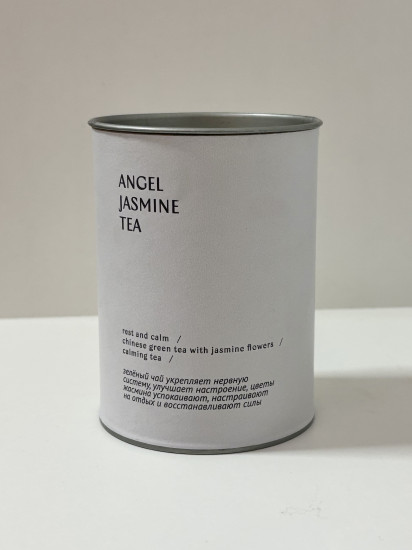 ANGEL
JASMINE
TEA
rest and calm /
chinese green tea with jasmine flowers /
calming tea /
зелёный чай укрепляет нервную
систему, улучшает настроение, цветы
жасмина успокаивают, настраивают
на отдых и восстанавливают силы